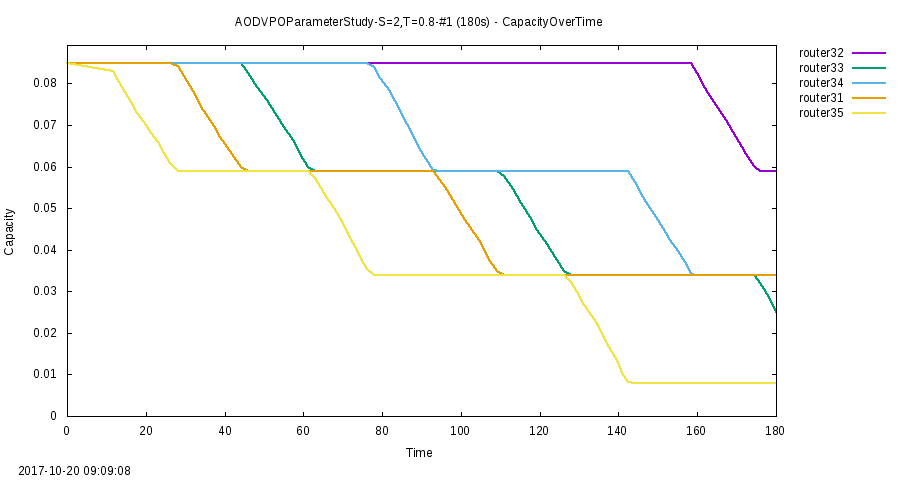 AODVPOParameterStudy-S=2,T=0.8-#1 (180s) - CapacityOverTime
router32
router33
router34
router31
router35
0.08
0.07
0.06
0.05
0.04
0.03
0.02
0.01
0
Capacity
0 20 40 60 80 100 120 140 160 180
Time
2017-10-20 09:09:08